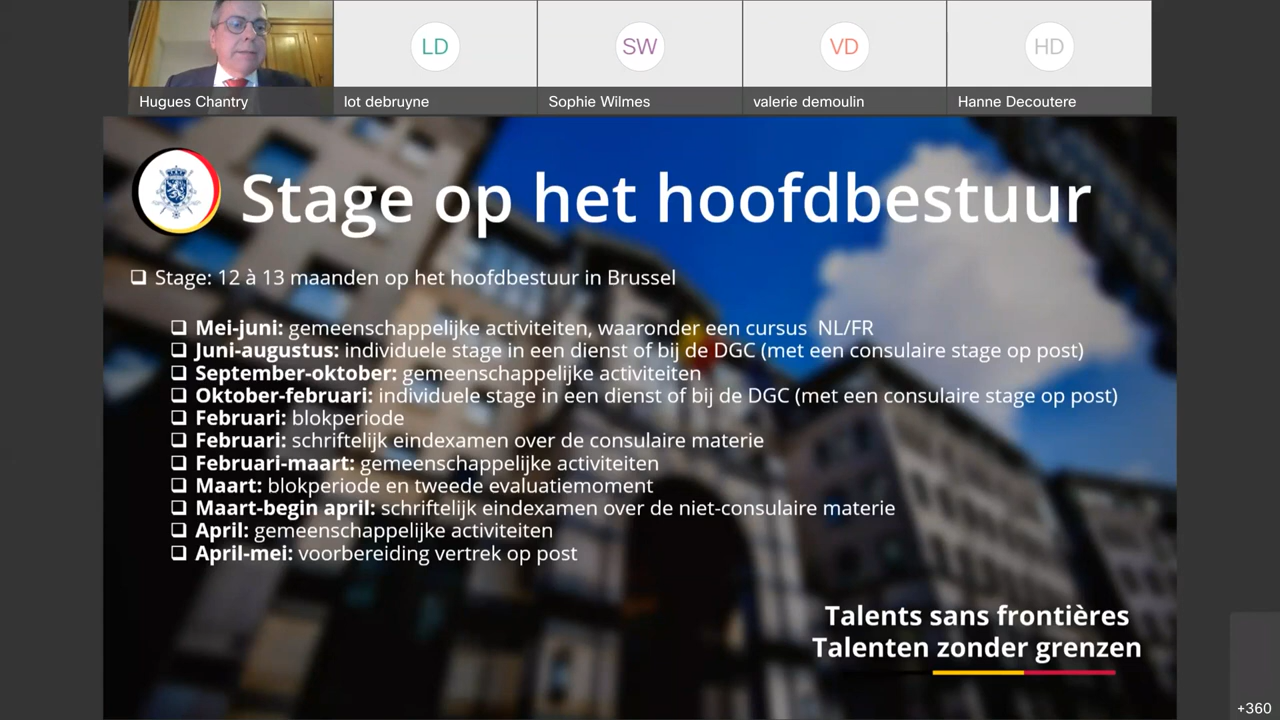 LD
SW
VD
HD
Hugues Chantry
lot debruyne
Sophie Wilmes
valerie demoulin
Hanne Decoutere
Stage op het hoofdbestuur
Stage: 12 à 13 maanden op het hoofdbestuur in Brussel
Mei-juni: gemeenschappelijke activiteiten, waaronder een cursus NL/FR
Juni-augustus: individuele stage in een dienst of bij de DGC (met een consulaire stage op post)
September-oktober: gemeenschappelijke activiteiten
Oktober-februari: individuele stage in een dienst of bij de DGC (met een consulaire stage op post)
Februari: blokperiode
Februari: schriftelijk eindexamen over de consulaire materie
Februari-maart: gemeenschappelijke activiteiten
Maart: blokperiode en tweede evaluatiemoment
Maart-begin april: schriftelijk eindexamen over de niet-consulaire materie
April: gemeenschappelijke activiteiten
April-mei: voorbereiding vertrek op post
Talents sans frontières
Talenten zonder grenzen
+360